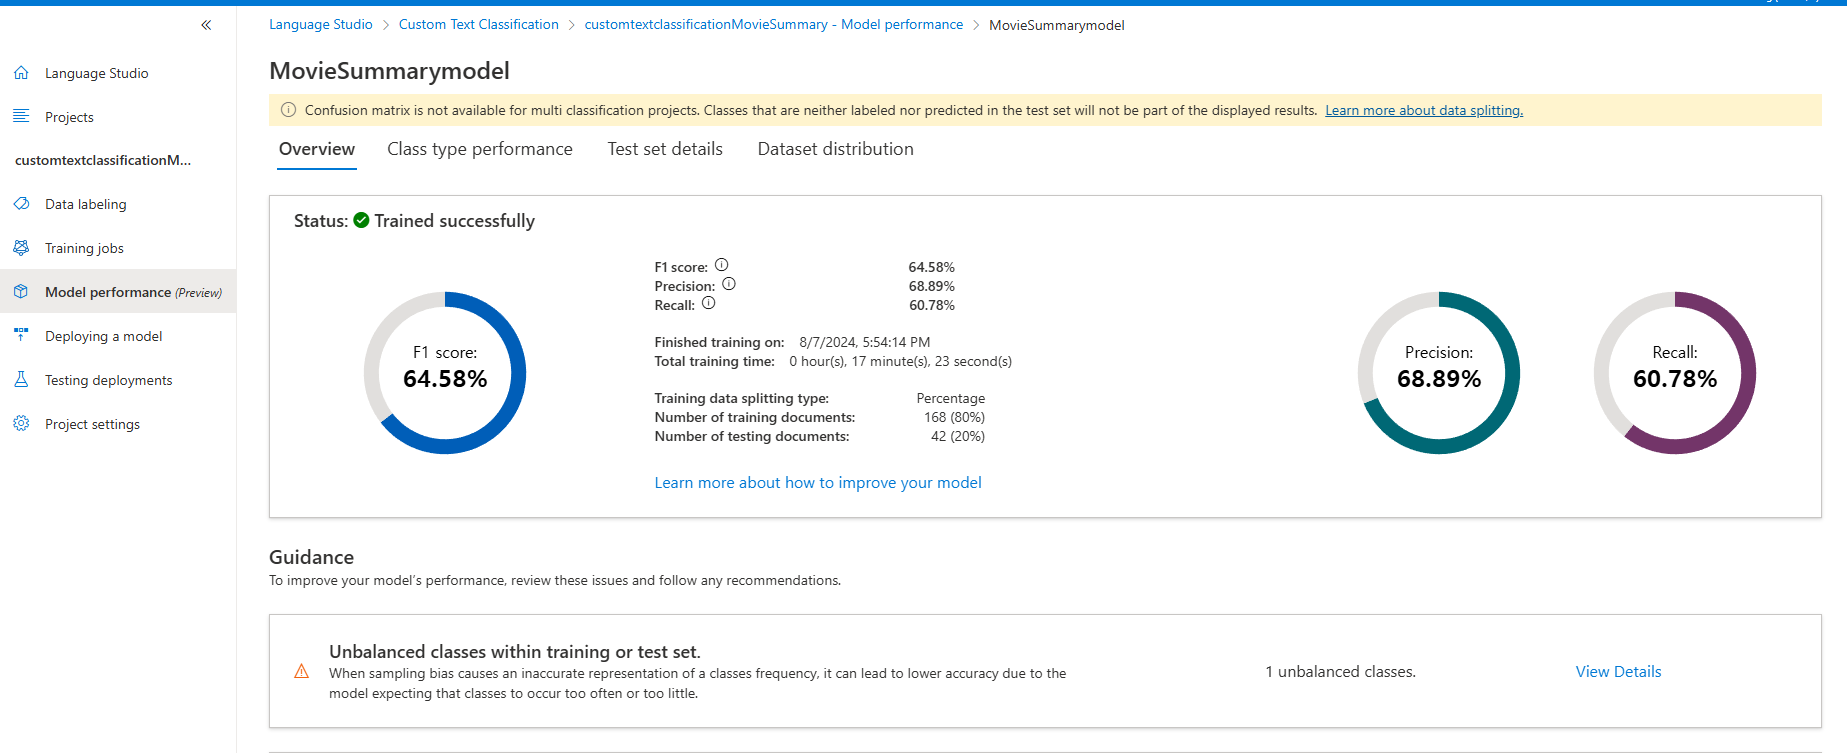 Language Studio > Custom Text Classification > customtextclassificationMovieSummary - Model performance > MovieSummarymodel
Language Studio
Projects
customtextclassificationM...
Data labeling
Training jobs
Model performance (Preview)
Deploying a model
Testing deployments
Project settings
MovieSummarymodel
Confusion matrix is not available for multi classification projects. Classes that are neither labeled nor predicted in the test set will not be part of the displayed results. Learn more about data splitting.
Overview Class type performance Test set details Dataset distribution
Status: Trained successfully
F1 score:
64.58%
F1 score: 64.58%
Precision: 68.89%
Recall: 60.78%
Finished training on: 8/7/2024, 5:54:14 PM
Total training time: 0 hour(s), 17 minute(s), 23 second(s)
Training data splitting type: Percentage
Number of training documents: 168 (80%)
Number of testing documents: 42 (20%)
Learn more about how to improve your model
Precision:
68.89%
Recall:
60.78%
Guidance
To improve your model's performance, review these issues and follow any recommendations.
Unbalanced classes within training or test set.
When sampling bias causes an inaccurate representation of a classes frequency, it can lead to lower accuracy due to the
model expecting that classes to occur too often or too little.
1 unbalanced classes.
View Details